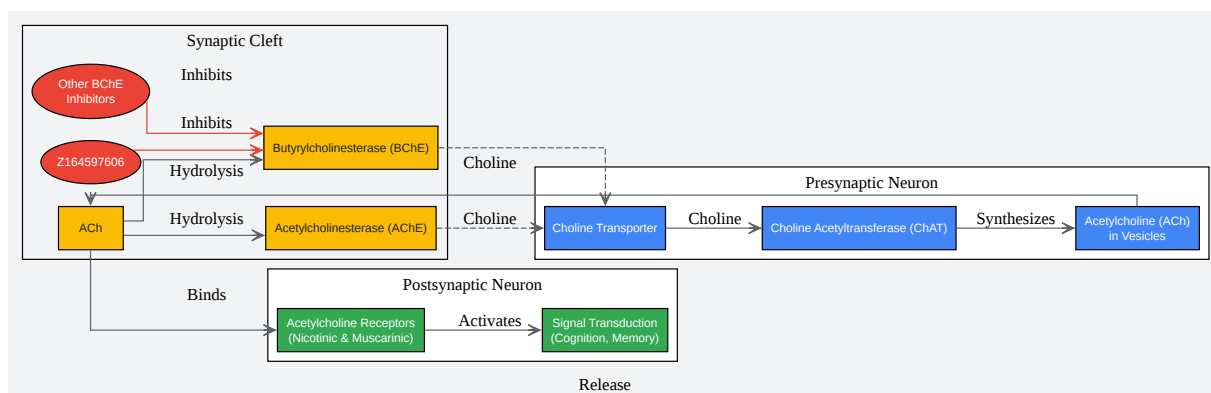 Synaptic Cleft
Inhibits
Other BChE
Inhibitors
Inhibits
Butyrylcholinesterase (BChE)
Z164597606
Hydrolysis
Choline
Presynaptic Neuron
ACh
Hydrolysis
Acetylcholinesterase (AChE)
Choline
Choline Transporter
Choline
Choline Acetyltransferase (ChAT)
Synthesizes
Acetylcholine (ACh)
in Vesicles
Postsynaptic Neuron
Binds
Acetylcholine Receptors
(Nicotinic & Muscarinic)
Activates
Signal Transduction
(Cognition, Memory)
Release